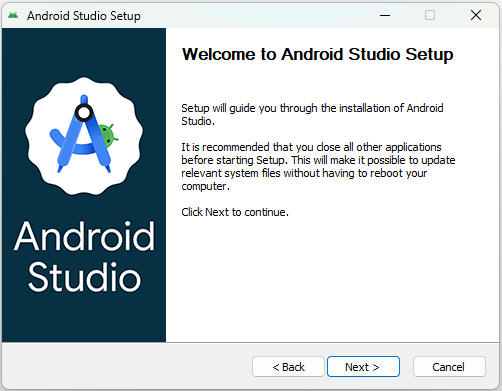 Android Studio Setup
Welcome to Android Studio Setup
Setup will guide you through the installation of Android
Studio.
It is recommended that you close all other applications
before starting Setup. This will make it possible to update
relevant system files without having to reboot your
computer.
Click Next to continue.
Android
Studio
< Back
Next >
Cancel